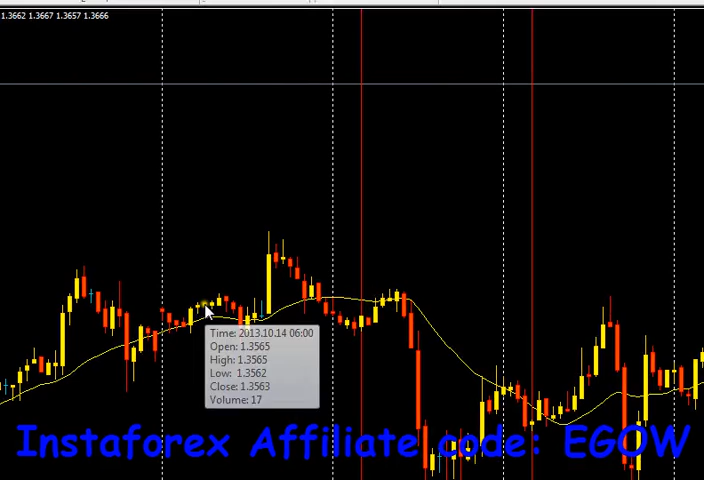 1.3662 1.3667 1.3657 1.3666
Time: 2013.10.14 06:00
Open: 1.3565
High: 1.3565
Low: 1.3562
Close: 1.3563
Volume: 17
Instaforex Affiliate code: EGOW